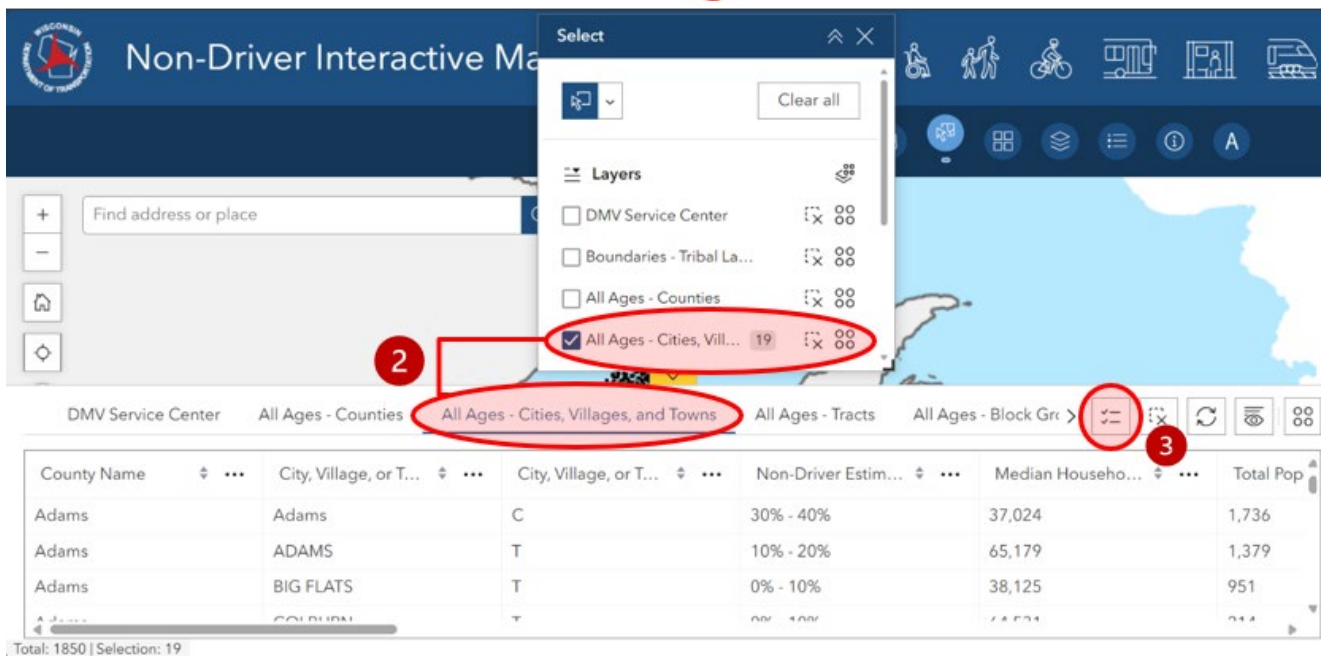 WISCONSIN
DEPARTMENT OF TRANSPORTATION
Non-Driver Interactive Ma
Select
Clear all
A
Layers
DMV Service Center
Boundaries - Tribal La...
All Ages - Counties
All Ages - Cities, Vill... 19
+
Find address or place
−
2
DMV Service Center All Ages - Counties All Ages - Cities, Villages, and Towns All Ages - Tracts All Ages - Block Gr
3
County Name City, Village, or T... City, Village, or T... Non-Driver Estim... Median Househo... Total Pop
Adams Adams C 30% - 40% 37,024 1,736
Adams ADAMS T 10% - 20% 65,179 1,379
Adams BIG FLATS T 0% - 10% 38,125 951
Total: 1850 | Selection: 19